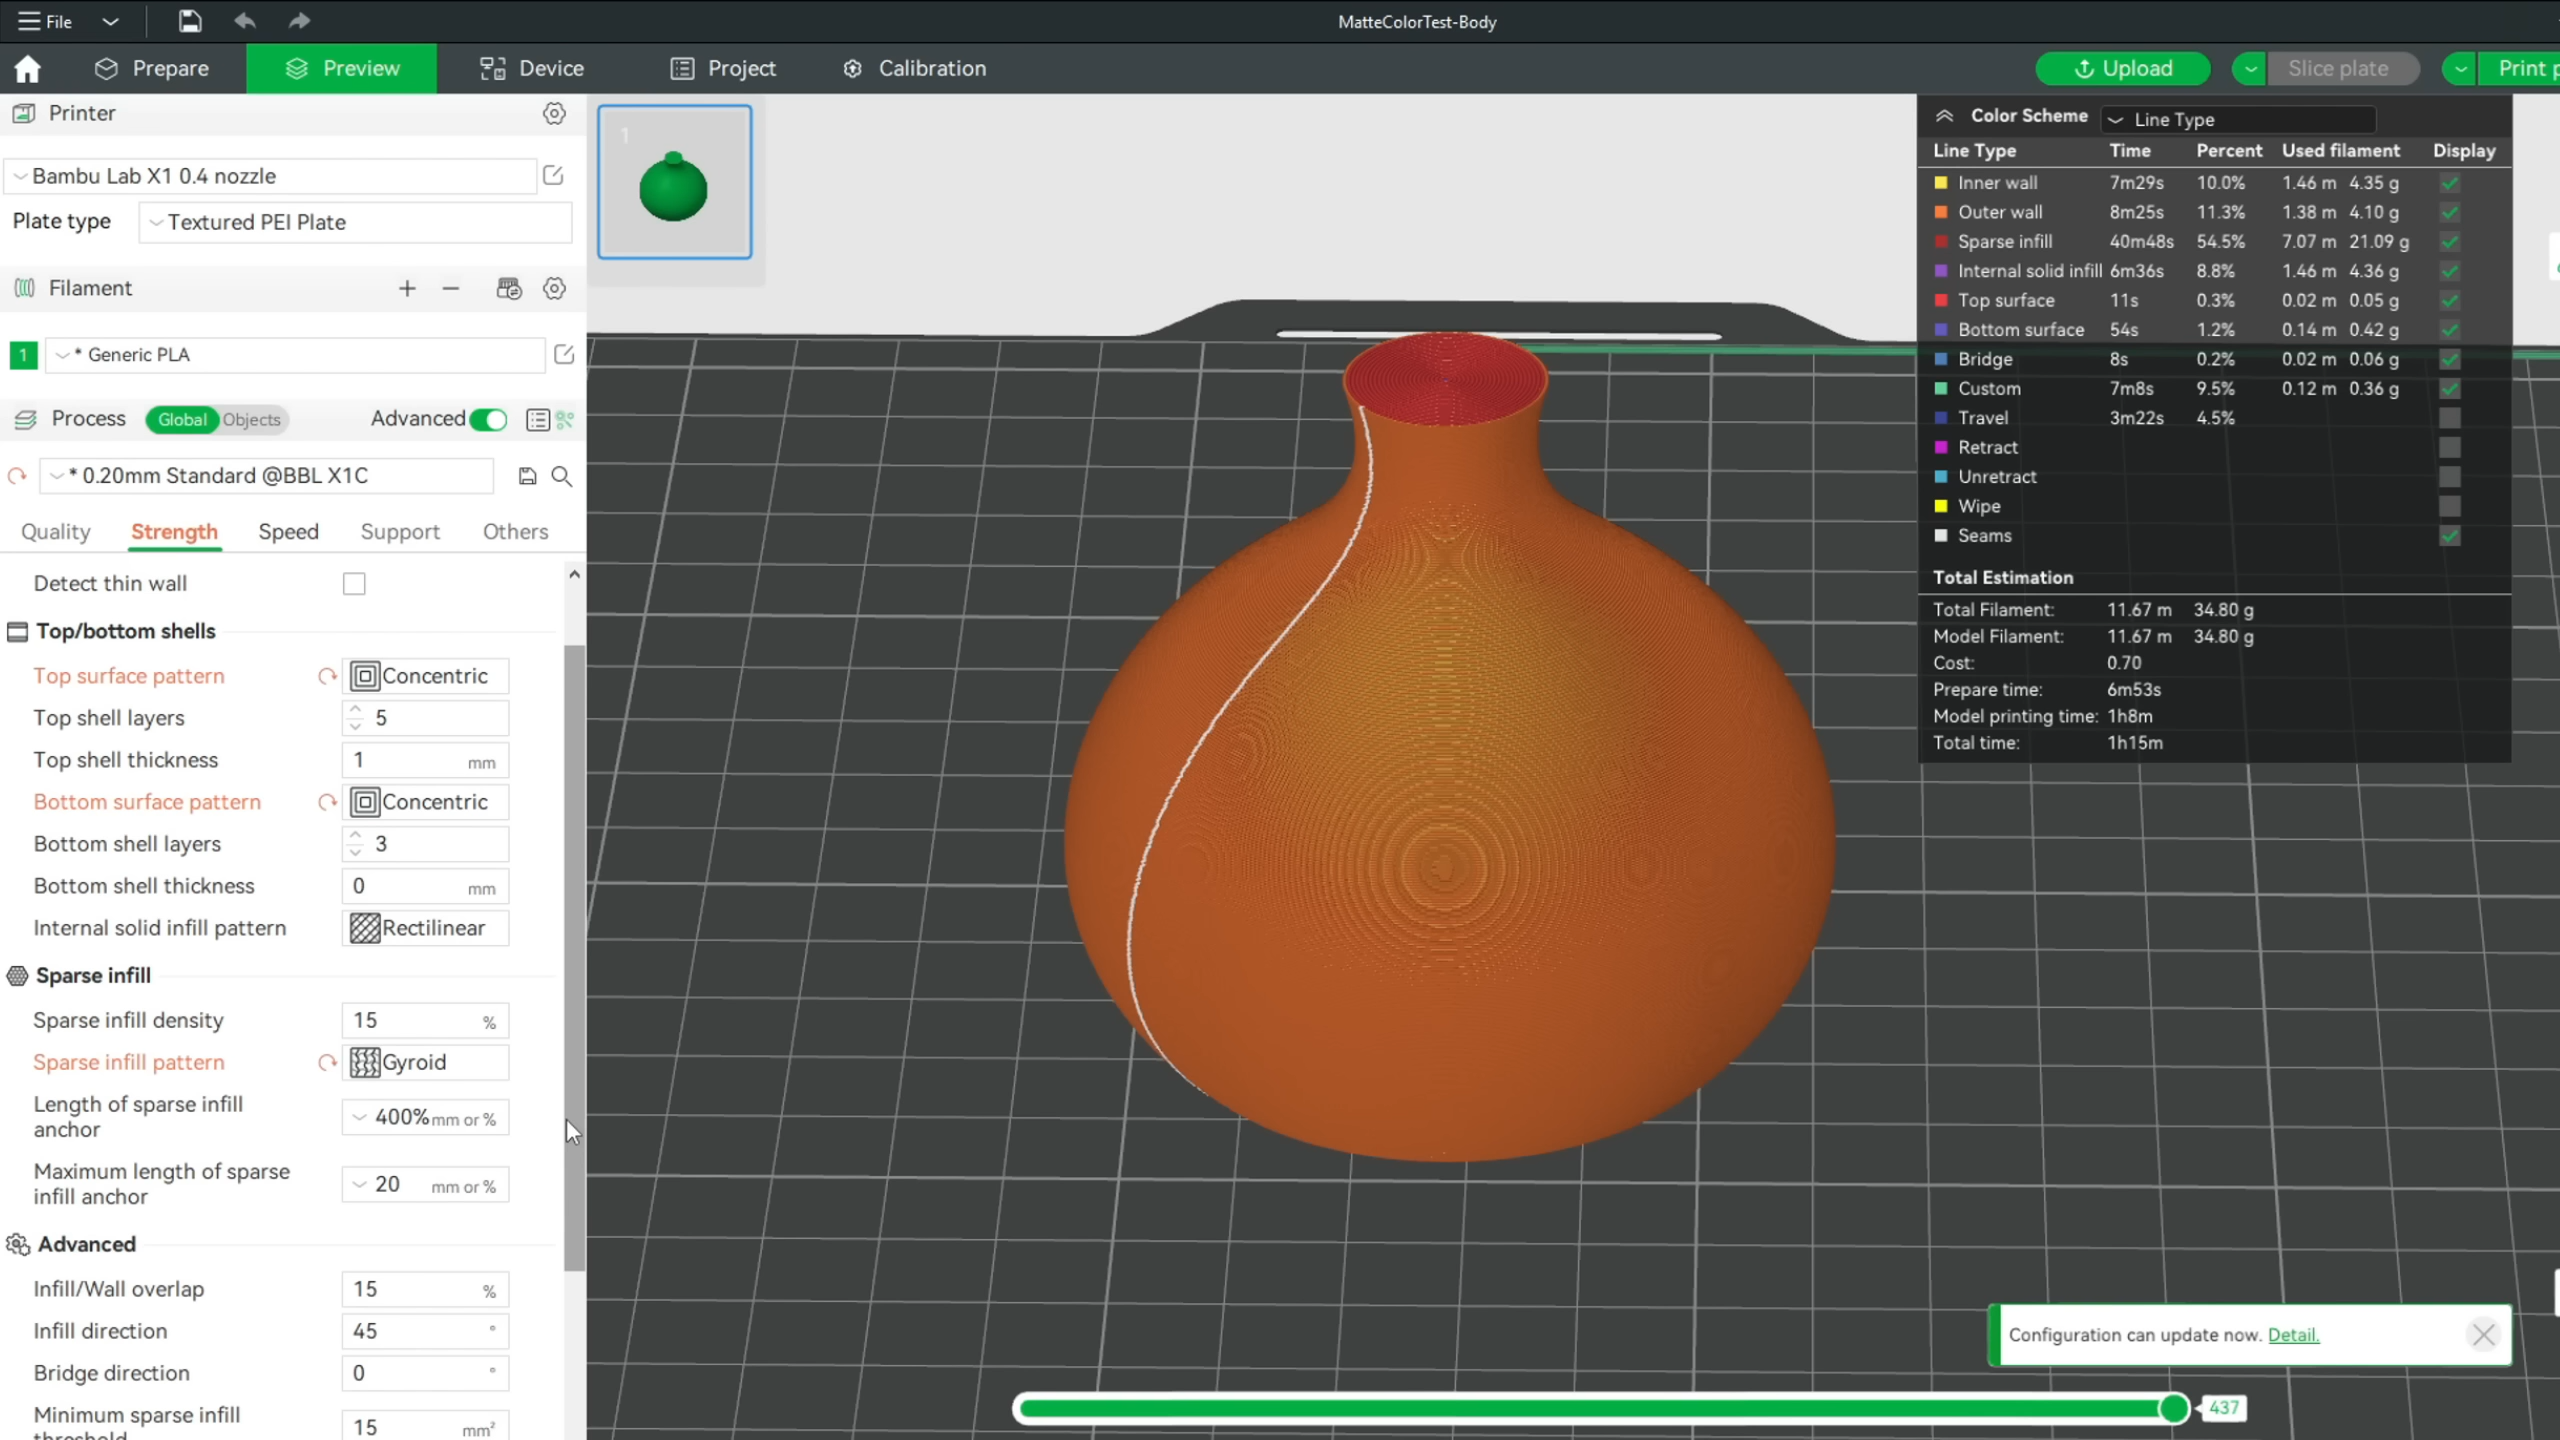 File
MatteColorTest-Body
Prepare
Preview
Device
Project
Calibration
Upload
Slice plate
Print p
Printer
Bambu Lab X1 0.4 nozzle
Plate type
Textured PEI Plate
Filament
1
* Generic PLA
Process
Global
Objects
Advanced
* 0.20mm Standard @BBL X1C
Quality
Strength
Speed
Support
Others
Detect thin wall
Top/bottom shells
Top surface pattern Concentric
Top shell layers 5
Top shell thickness 1 mm
Bottom surface pattern Concentric
Bottom shell layers 3
Bottom shell thickness 0 mm
Internal solid infill pattern Rectilinear
Sparse infill
Sparse infill density 15 %
Sparse infill pattern Gyroid
Length of sparse infill
anchor
400% mm or %
Maximum length of sparse
infill anchor
20 mm or %
Advanced
Infill/Wall overlap 15 %
Infill direction 45 °
Bridge direction 0 °
Minimum sparse infill
threshold
15 mm²
1
Color Scheme Line Type
Line Type Time Percent Used filament Display
Inner wall 7m29s 10.0% 1.46 m 4.35 g
Outer wall 8m25s 11.3% 1.38 m 4.10 g
Sparse infill 40m48s 54.5% 7.07 m 21.09 g
Internal solid infill 6m36s 8.8% 1.46 m 4.36 g
Top surface 11s 0.3% 0.02 m 0.05 g
Bottom surface 54s 1.2% 0.14 m 0.42 g
Bridge 8s 0.2% 0.02 m 0.06 g
Custom 7m8s 9.5% 0.12 m 0.36 g
Travel 3m22s 4.5%
Retract
Unretract
Wipe
Seams
Total Estimation
Total Filament: 11.67 m 34.80 g
Model Filament: 11.67 m 34.80 g
Cost: 0.70
Prepare time: 6m53s
Model printing time: 1h8m
Total time: 1h15m
Configuration can update now. Detail.
437